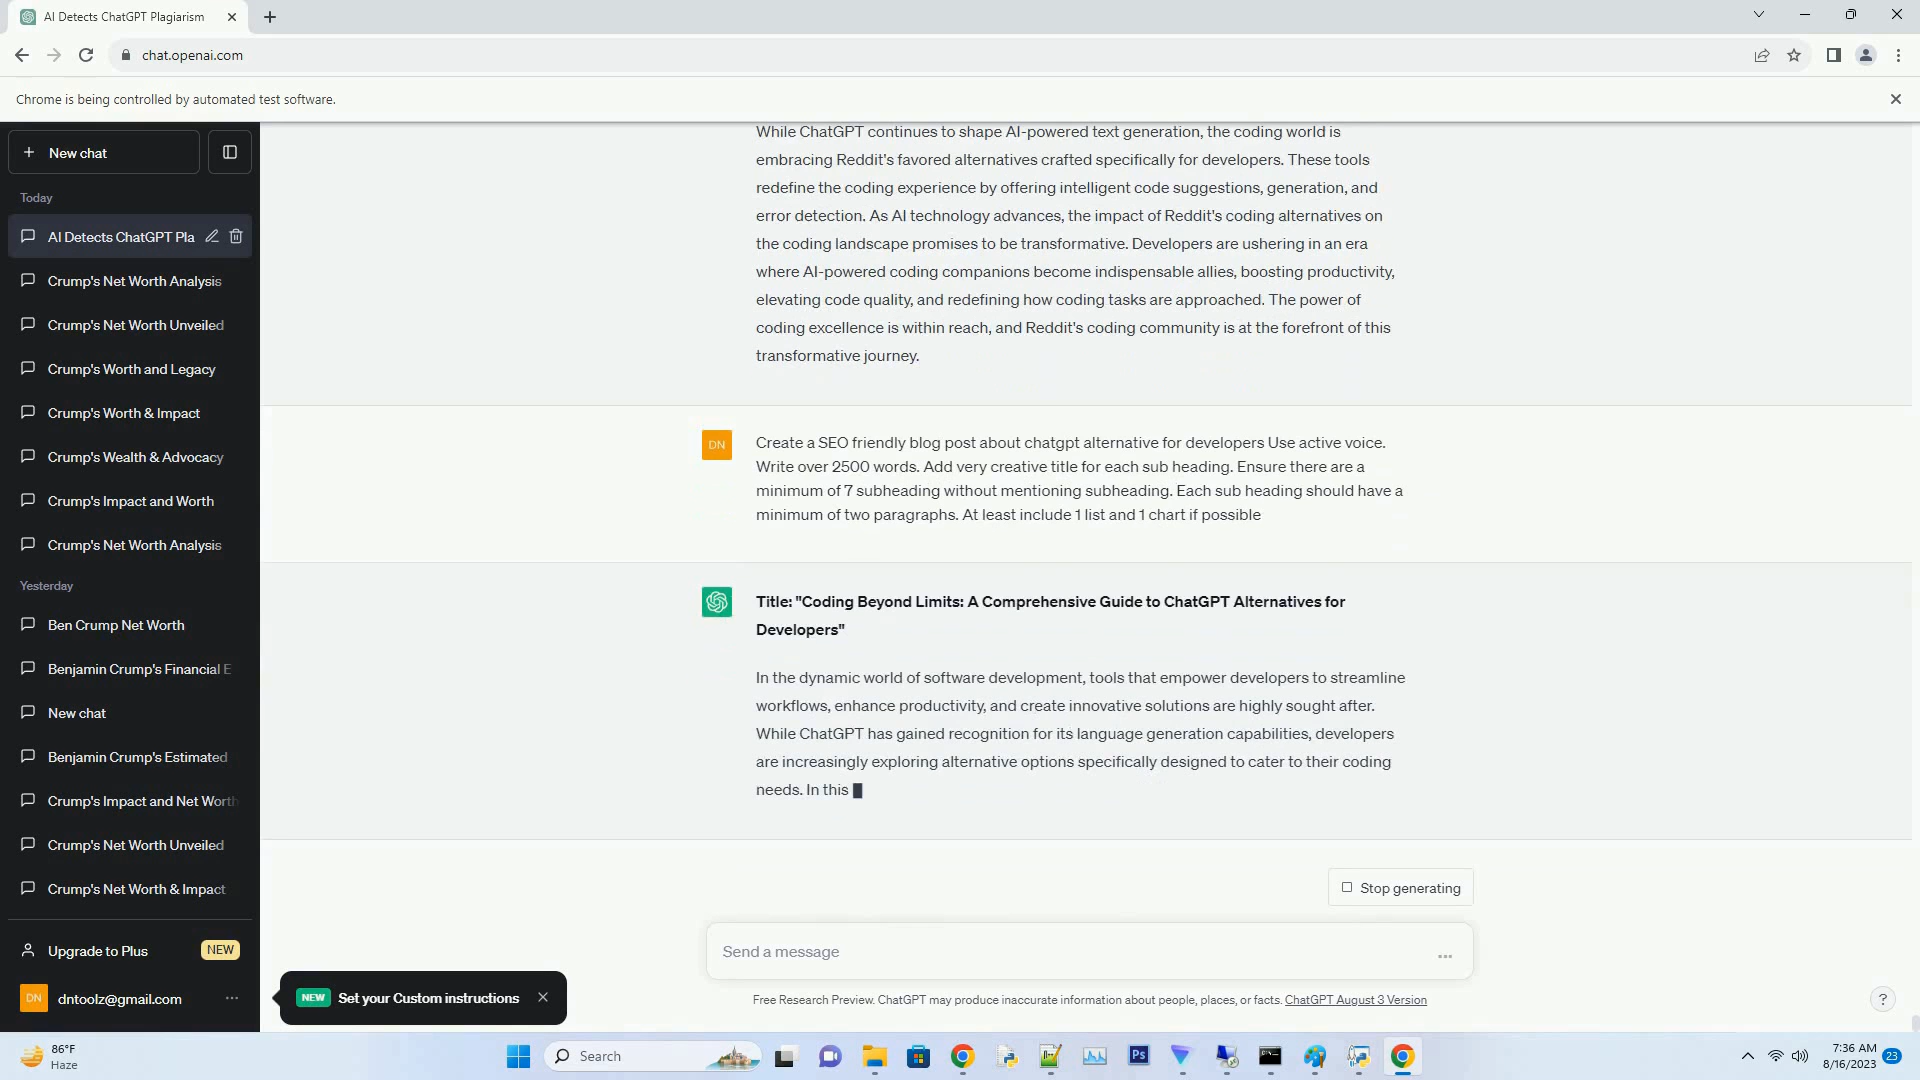 AI Detects ChatGPT Plagiarism
chat.openai.com
Chrome is being controlled by automated test software.
New chat
Today
AI Detects ChatGPT Pla
Crump's Net Worth Analysis
Crump's Net Worth Unveiled
Crump's Worth and Legacy
Crump's Worth & Impact
Crump's Wealth & Advocacy
Crump's Impact and Worth
Crump's Net Worth Analysis
Yesterday
Ben Crump Net Worth
Benjamin Crump's Financial E
New chat
Benjamin Crump's Estimated
Crump's Impact and Net Worth
Crump's Net Worth Unveiled
Crump's Net Worth & Impact
Upgrade to Plus NEW
DN dntoolz@gmail.com
NEW Set your Custom instructions
While ChatGPT continues to shape AI-powered text generation, the coding world is
embracing Reddit's favored alternatives crafted specifically for developers. These tools
redefine the coding experience by offering intelligent code suggestions, generation, and
error detection. As AI technology advances, the impact of Reddit's coding alternatives on
the coding landscape promises to be transformative. Developers are ushering in an era
where AI-powered coding companions become indispensable allies, boosting productivity,
elevating code quality, and redefining how coding tasks are approached. The power of
coding excellence is within reach, and Reddit's coding community is at the forefront of this
transformative journey.
DN
Create a SEO friendly blog post about chatgpt alternative for developers Use active voice.
Write over 2500 words. Add very creative title for each sub heading. Ensure there are a
minimum of 7 subheading without mentioning subheading. Each sub heading should have a
minimum of two paragraphs. At least include 1 list and 1 chart if possible
Title: "Coding Beyond Limits: A Comprehensive Guide to ChatGPT Alternatives for
Developers"
In the dynamic world of software development, tools that empower developers to streamline
workflows, enhance productivity, and create innovative solutions are highly sought after.
While ChatGPT has gained recognition for its language generation capabilities, developers
are increasingly exploring alternative options specifically designed to cater to their coding
needs. In this
Stop generating
Send a message
Free Research Preview. ChatGPT may produce inaccurate information about people, places, or facts. ChatGPT August 3 Version
?
86°F
Haze
Search
Ps
7:36 AM
8/16/2023
23